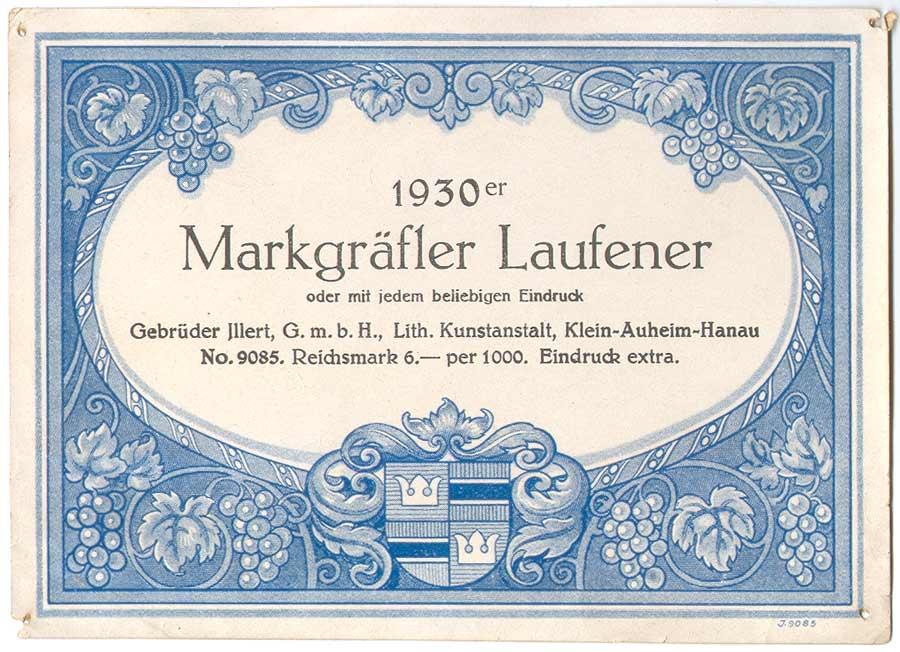 1930er
Markgräfler Laufener
oder mit jedem beliebigen Eindruck
Gebrüder Jllert, G. m. b. H., Lith. Kunstanstalt, Klein-Auheim-Hanau
No. 9085. Reichsmark 6.— per 1000. Eindruck extra.
J. 9085